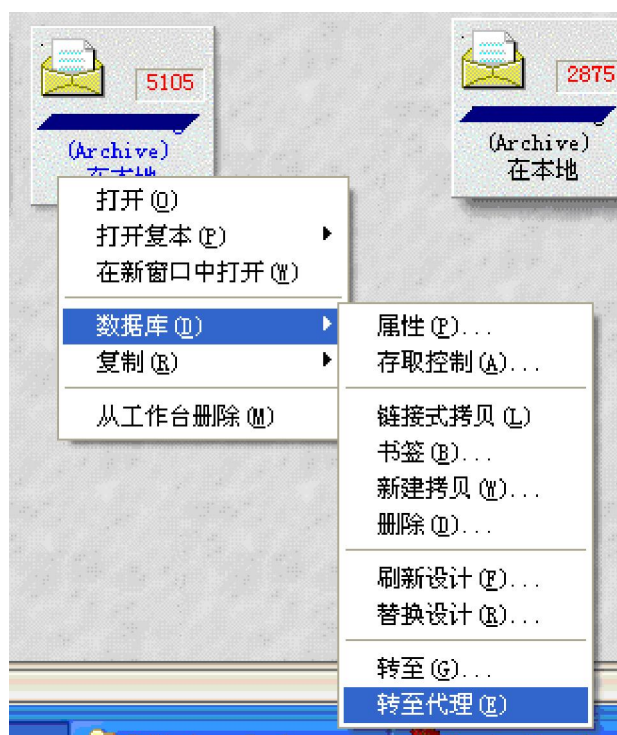 5105
2875
(Archive)
(Archive)
在本地
打开(O)
打开复本(P)
在新窗口中打开(W)
数据库(D)
复制(R)
从工作台删除(M)
属性(P)...
存取控制(A)...
链接式拷贝(L)
书签(B)...
新建拷贝(W)...
删除(D)...
刷新设计(F)...
替换设计(R)...
转至(G)...
转至代理(E)